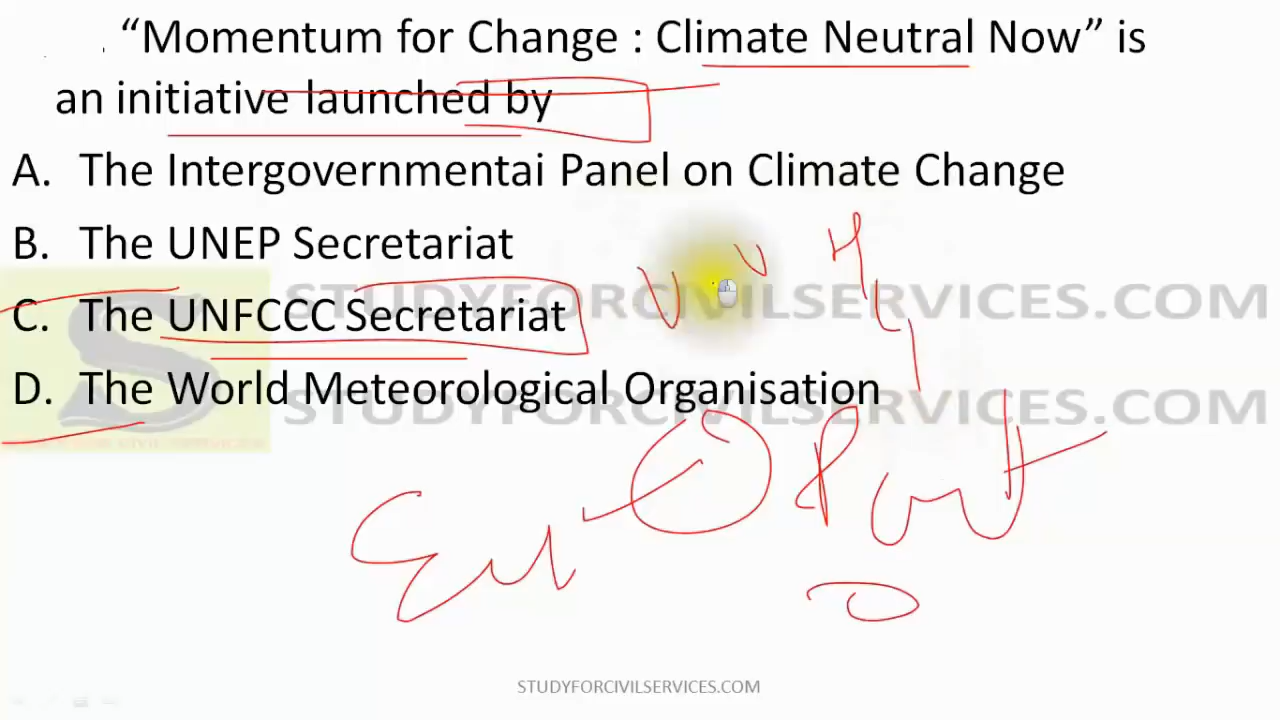 . “Momentum for Change : Climate Neutral Now” is
an initiative launched by
A. The Intergovernmentai Panel on Climate Change
B. The UNEP Secretariat
C. The UNFCCC Secretariat
STUDYFORCIVILSERVICES.COM
D. The World Meteorological Organisation
STUDYFORCIVILSERVICES.COM
STUDYFORCIVILSERVICES.COM